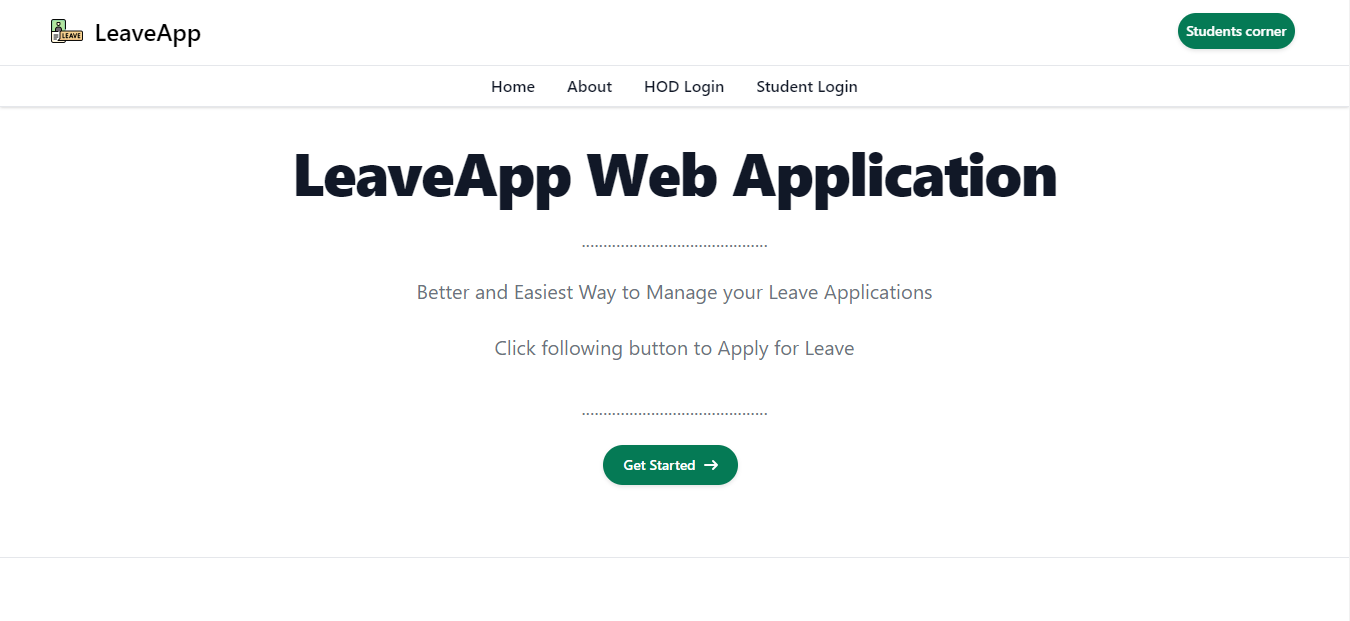 LEAVE
LeaveApp
Students corner
Home About HOD Login Student Login
LeaveApp Web Application
...........................................
Better and Easiest Way to Manage your Leave Applications
Click following button to Apply for Leave
...........................................
Get Started →